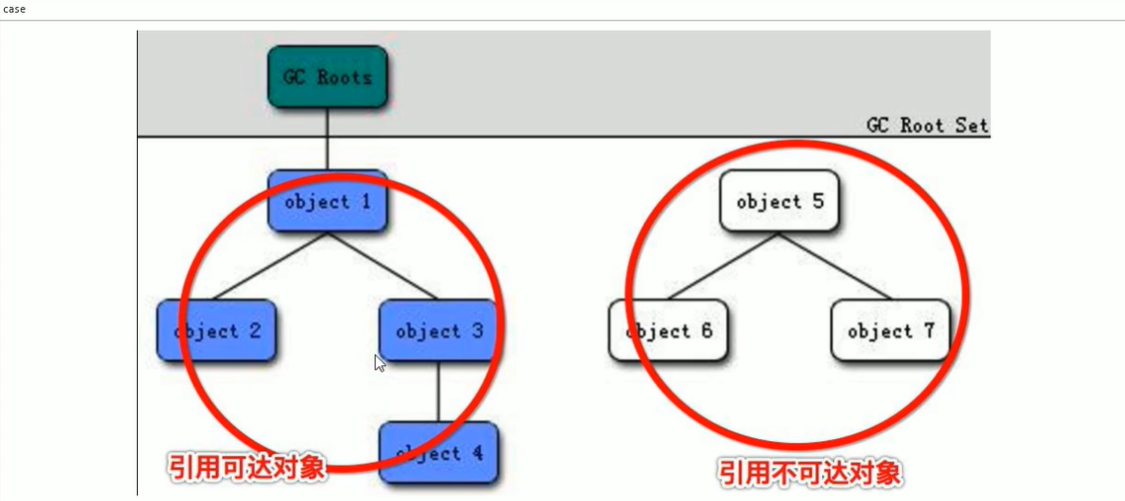 case
GC Roots
GC Root Set
object 1
object 5
object 2
object 3
object 6
object 7
object 4
引用可达对象
引用不可达对象